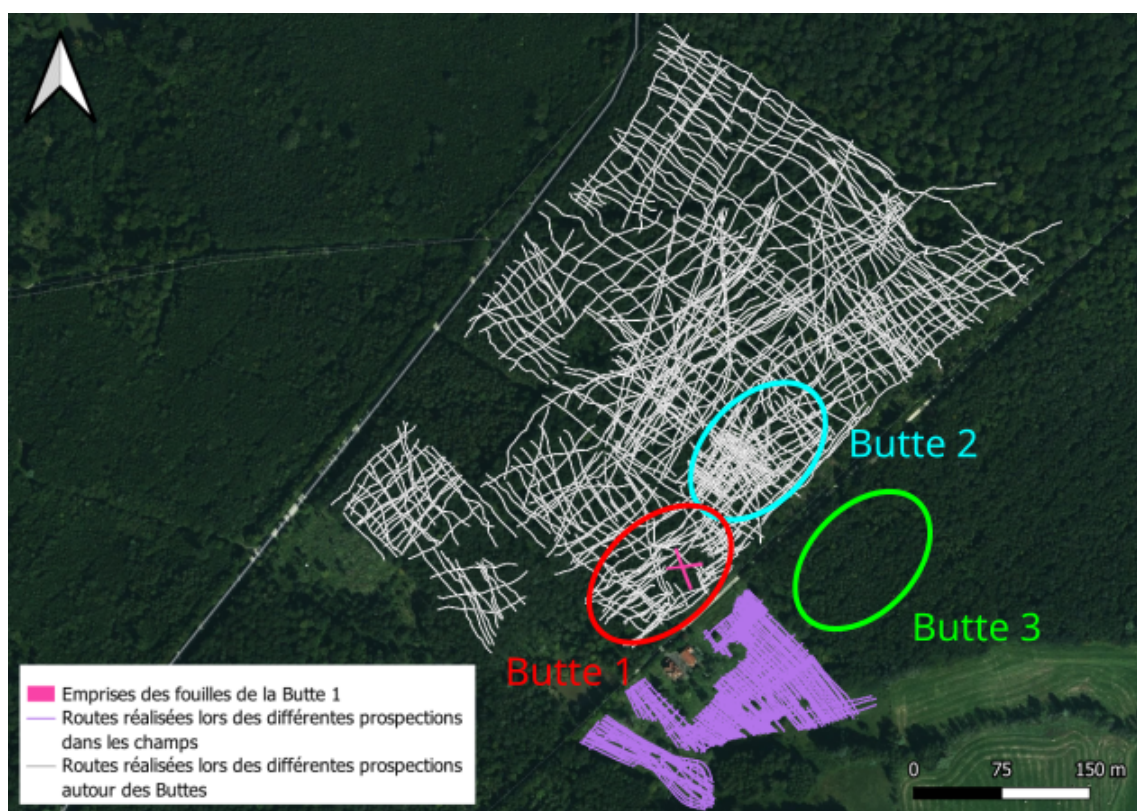 Butte 2
Butte 3
Butte 1
Emprises des fouilles de la Butte 1
Routes réalisées lors des différentes prospections
dans les champs
Routes réalisées lors des différentes prospections
autour des Buttes
0 75 150 m